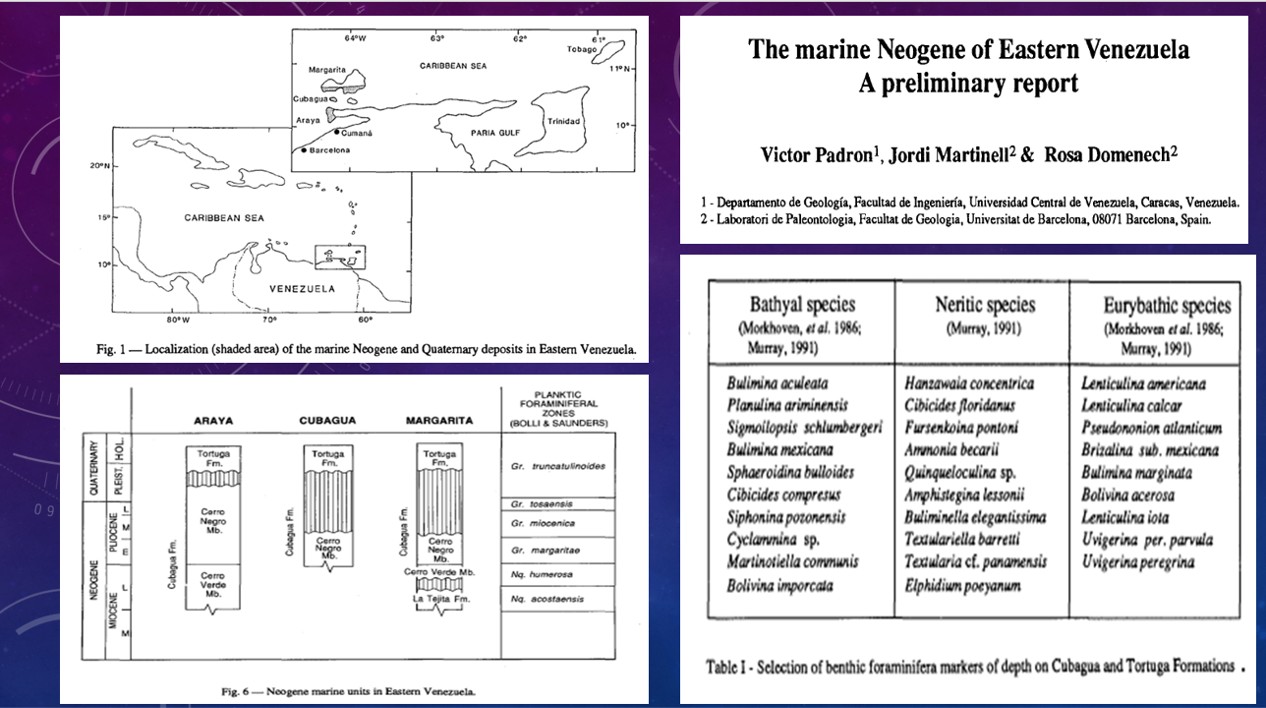 64°W 63° 62° 61°
Tobago
11°N
CARIBBEAN SEA
Margarita
Cubagua
Araya
Cumaná
Barcelona
PARIA GULF
Trinidad
10°
20°N
15°
10°
CARIBBEAN SEA
VENEZUELA
80°W 70° 60°
Fig. 1 — Localization (shaded area) of the marine Neogene and Quaternary deposits in Eastern Venezuela.
The marine Neogene of Eastern Venezuela
A preliminary report
Victor Padron1, Jordi Martinell2 & Rosa Domenech2
1 - Departamento de Geología, Facultad de Ingeniería, Universidad Central de Venezuela, Caracas, Venezuela.
2 - Laboratori de Paleontologia, Facultat de Geologia, Universitat de Barcelona, 08071 Barcelona, Spain.
ARAYA CUBAGUA MARGARITA
PLANKTIC
FORAMINIFERAL
ZONES
(BOLLI & SAUNDERS)
QUATERNARY
HOL.
PLEIST.
NEOGENE
PLIOCENE
L
M
m
MIOCENE
L
M
Tortuga
Fm.
Cerro
Negro
Mb.
Cubagua Fm.
Cerro
Verde
Mb.
Tortuga
Fm.
Cubagua Fm.
Cerro
Negro
Mb.
Tortuga
Fm.
Cubagua Fm.
Cerro
Negro
Mb.
Cerro Verde Mb.
La Tejita Fm.
Gr. truncatulinoides
Gr. tosaensis
Gr. miocenica
Gr. margaritae
Nq. humerosa
Nq. acostaensis
Fig. 6 — Neogene marine units in Eastern Venezuela.
Bathyal species Neritic species Eurybathic species
(Morkhoven, et al. 1986; (Murray, 1991) (Morkhoven et al. 1986;
Murray, 1991) Murray, 1991)
Bulimina aculeata Hanzawaia concentrica Lenticulina americana
Planulina ariminensis Cibicides floridanus Lenticulina calcar
Sigmoilopsis schlumbergeri Fursenkoina pontoni Pseudononion atlanticum
Bulimina mexicana Ammonia becarii Brizalina sub. mexicana
Sphaeroidina bulloides Quinqueloculina sp. Bulimina marginata
Cibicides compresus Amphistegina lessonii Bolivina acerosa
Siphonina pozonensis Buliminella elegantissima Lenticulina iota
Cyclammina sp. Textulariella barretti Uvigerina per. parvula
Martinotiella communis Textularia cf. panamensis Uvigerina peregrina
Bolivina imporcata Elphidium poeyanum
Table I - Selection of benthic foraminifera markers of depth on Cubagua and Tortuga Formations .